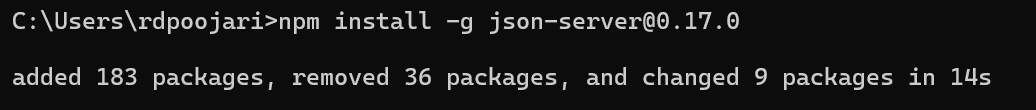 C:\Users\rdpoojari>npm install -g json-server@0.17.0
added 183 packages, removed 36 packages, and changed 9 packages in 14s